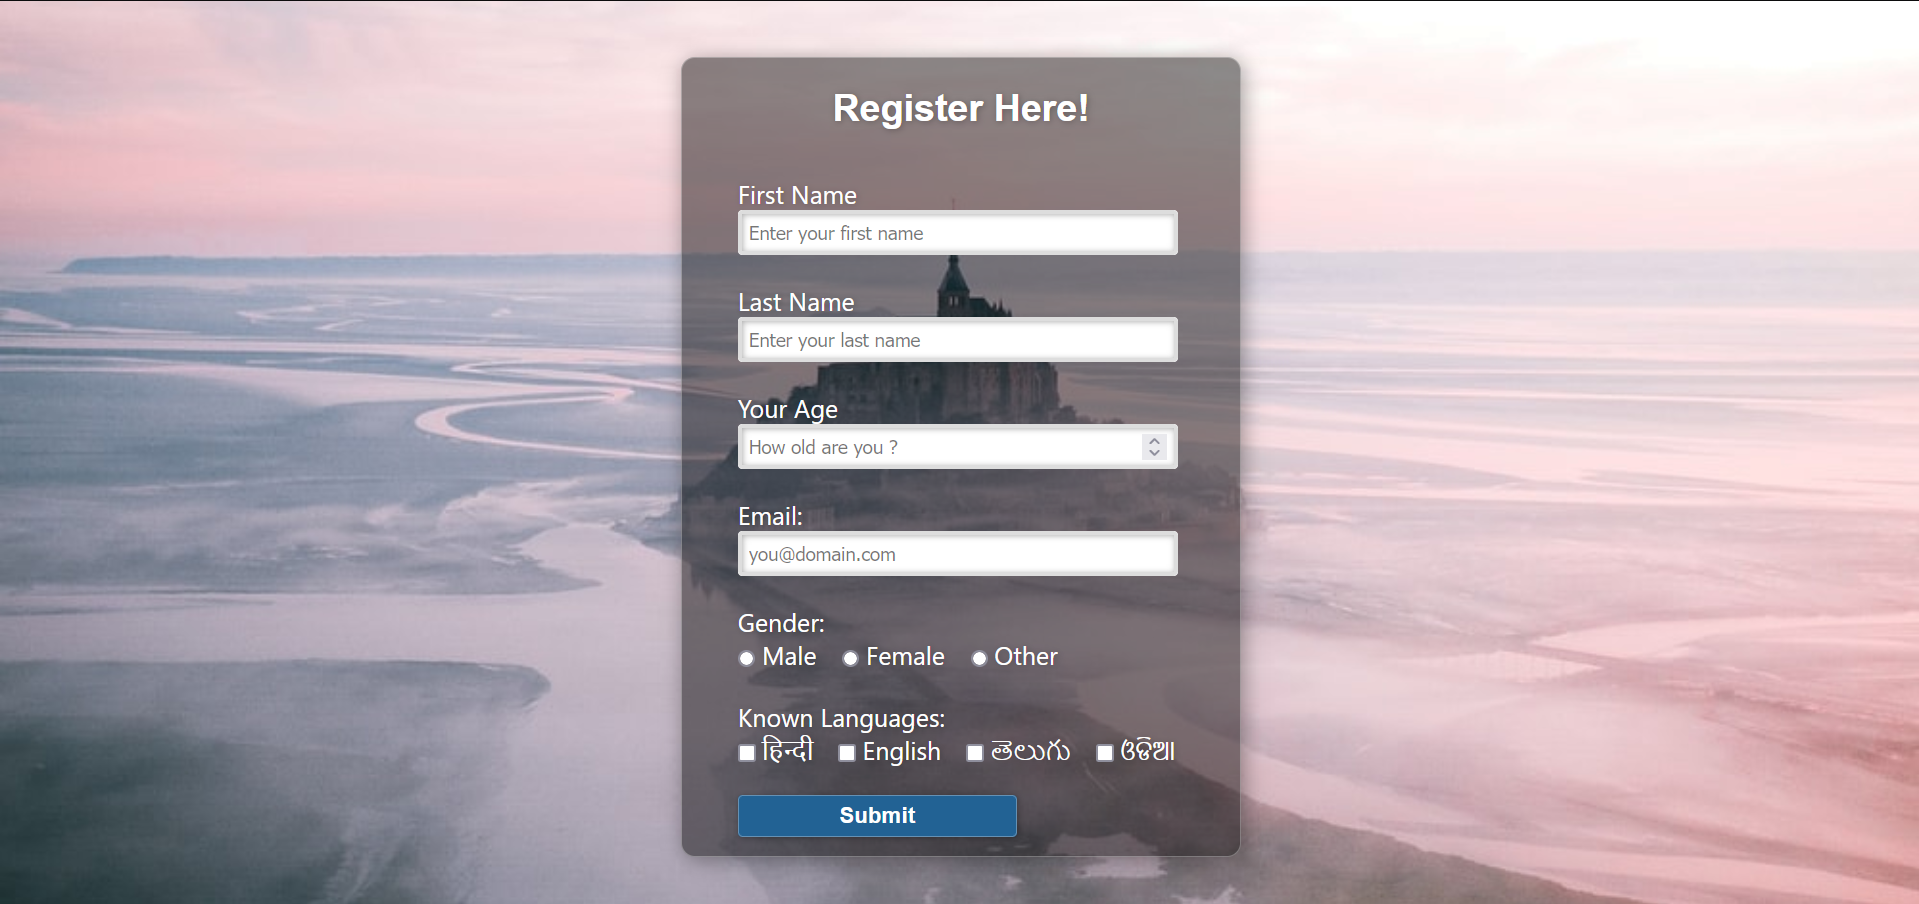 Register Here!
First Name
Enter your first name
Last Name
Enter your last name
Your Age
How old are you ?
Email:
you@domain.com
Gender:
Male Female Other
Known Languages:
हिन्दी English తెలుగు ଓଡିଆ
Submit